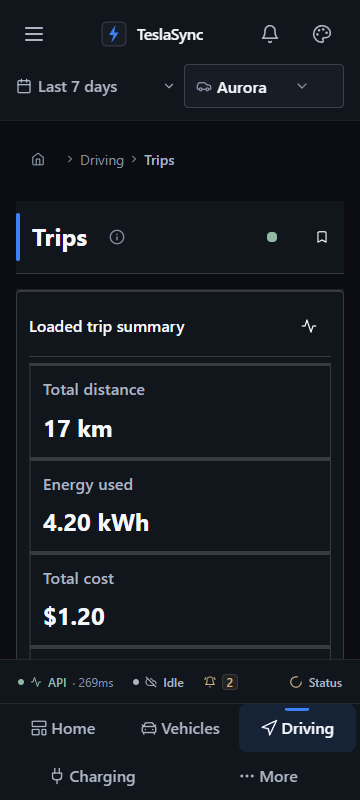 TeslaSync
Last 7 days
Aurora
Driving
Trips
Trips
Loaded trip summary
Total distance
17 km
Energy used
4.20 kWh
Total cost
$1.20
API · 269ms
Idle
2
Status
Home
Vehicles
Driving
Charging
More